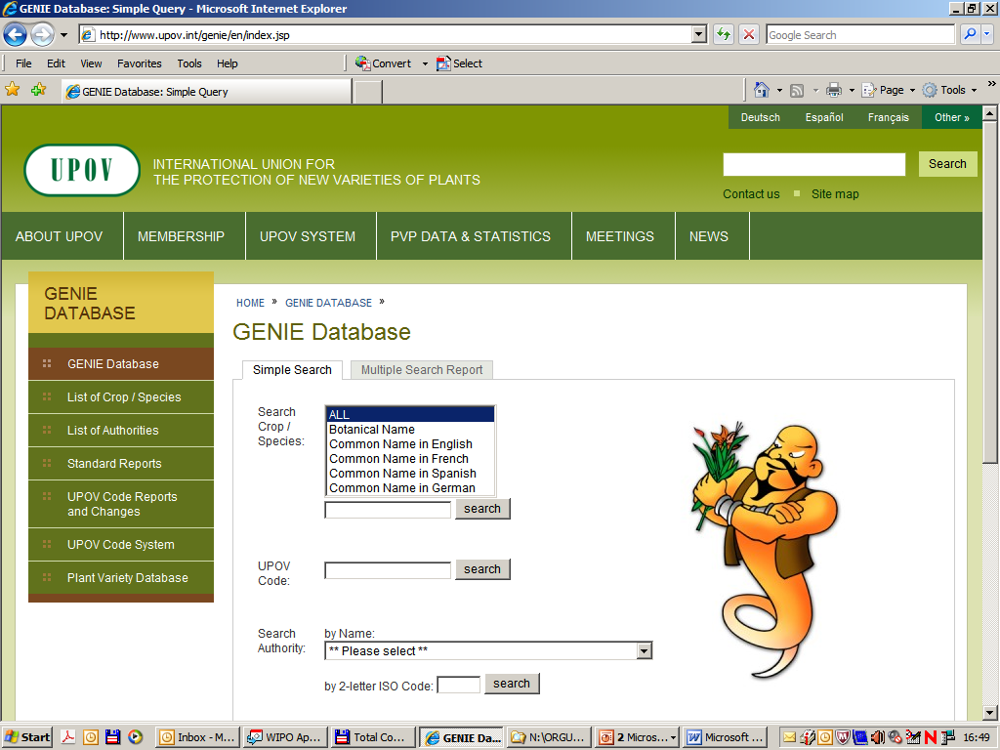 GENIE Database: Simple Query - Microsoft Internet Explorer
http://www.upov.int/genie/en/index.jsp
Google Search
File Edit View Favorites Tools Help
Convert Select
GENIE Database: Simple Query
Page Tools »
Deutsch Español Français Other »
UPOV
INTERNATIONAL UNION FOR
THE PROTECTION OF NEW VARIETIES OF PLANTS
Search
Contact us Site map
ABOUT UPOV MEMBERSHIP UPOV SYSTEM PVP DATA & STATISTICS MEETINGS NEWS
GENIE
DATABASE
GENIE Database
List of Crop / Species
List of Authorities
Standard Reports
UPOV Code Reports
and Changes
UPOV Code System
Plant Variety Database
HOME » GENIE DATABASE »
GENIE Database
Simple Search Multiple Search Report
Search
Crop /
Species:
ALL
Botanical Name
Common Name in English
Common Name in French
Common Name in Spanish
Common Name in German
search
UPOV
Code:
search
Search
Authority:
by Name:
** Please select **
by 2-letter ISO Code:
search
Start Inbox - M... WIPO Ap... Total Co... GENIE Da... N:\ORGU... 2 Micros... Microsoft ... 16:49